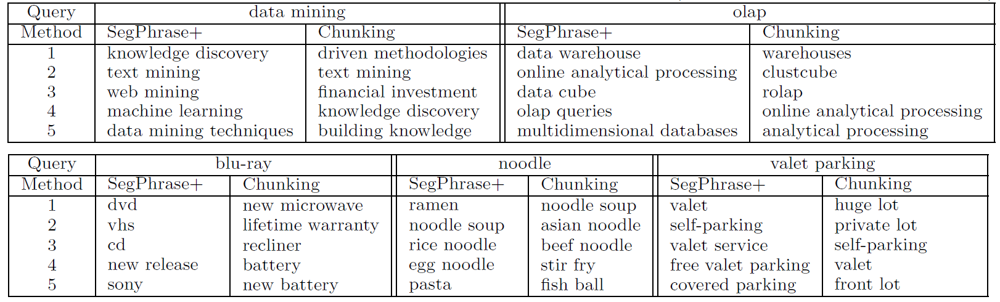 Query data mining olap
Method SegPhrase+ Chunking SegPhrase+ Chunking
1 knowledge discovery driven methodologies data warehouse warehouses
2 text mining text mining online analytical processing clustcube
3 web mining financial investment data cube rolap
4 machine learning knowledge discovery olap queries online analytical processing
5 data mining techniques building knowledge multidimensional databases analytical processing
Query blu-ray noodle valet parking
Method SegPhrase+ Chunking SegPhrase+ Chunking SegPhrase+ Chunking
1 dvd new microwave ramen noodle soup valet huge lot
2 vhs lifetime warranty noodle soup asian noodle self-parking private lot
3 cd recliner rice noodle beef noodle valet service self-parking
4 new release battery egg noodle stir fry free valet parking valet
5 sony new battery pasta fish ball covered parking front lot